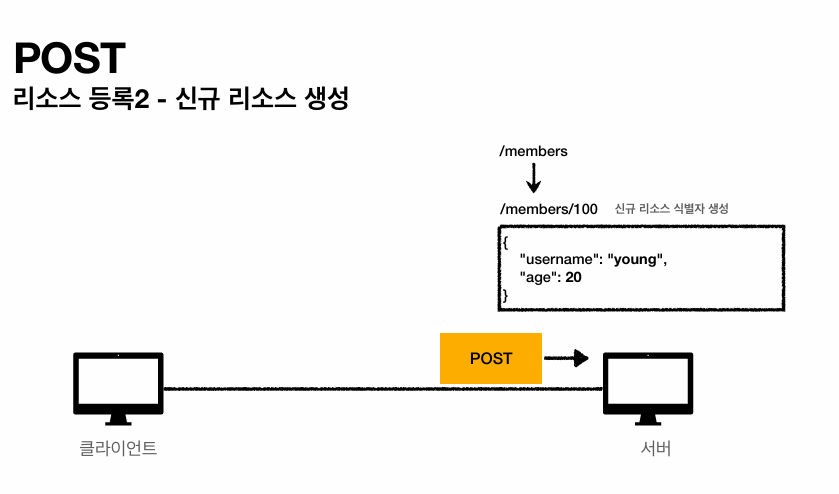 POST
리소스 등록2 - 신규 리소스 생성
/members
/members/100 신규 리소스 식별자 생성
{
"username": "young",
"age": 20
}
POST
클라이언트
서버